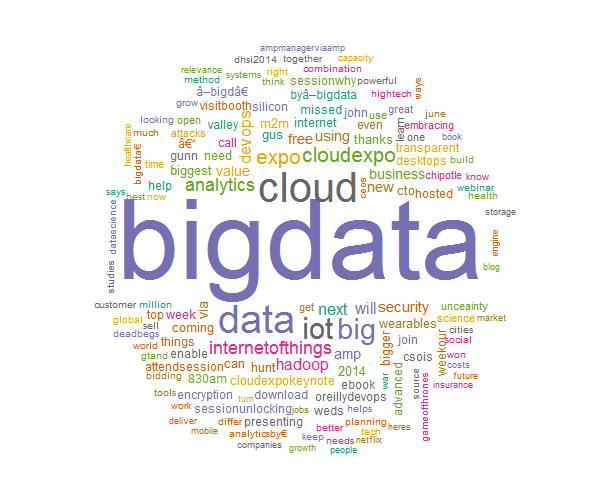 ampmanagerviaamp
dhsi2014 together capacity
relevance systems right combination
method think sessionwhy powerful
â–bigdâ€ byâ–bigdata hightech ways
grow visitbooth silicon missed john use great
looking open devops m2m internet even learn june embracing
healthcare much attacks valley gus free using thanks one book
bigdataâ€ â€" call expo cloudexpo transparent
time gunn need desktops build
biggest value business chipotle know
says help analytics cloud ceos new cto hosted webinar
best now health
datascience bigdata storage
studies engine
blog
customer million via data get next will security unceainty
global top week iot big wearables science market
deadbegs sell coming bigger weekour cities
world things internetofthings join social
gtand enable amp csois won
attendsession can hunt hadoop 2014 war costs
bidding 830am cloudexpokeynote ebook advanced source future
tools encryption turn download oreillydevops gameofthrones insurance
work sessionunlocking jobs weds helps
deliver differ presenting planning
mobile analyticsbyâ€ better tech heres
companies keep needs netflix
growth people